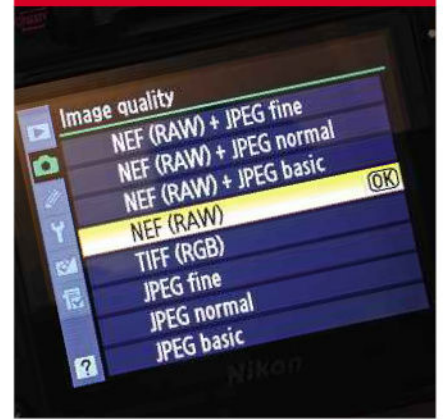 Image quality
NEF (RAW) + JPEG fine
NEF (RAW) + JPEG normal
NEF (RAW) + JPEG basic
NEF (RAW) OK
TIFF (RGB)
JPEG fine
JPEG normal
JPEG basic
?
Nikon